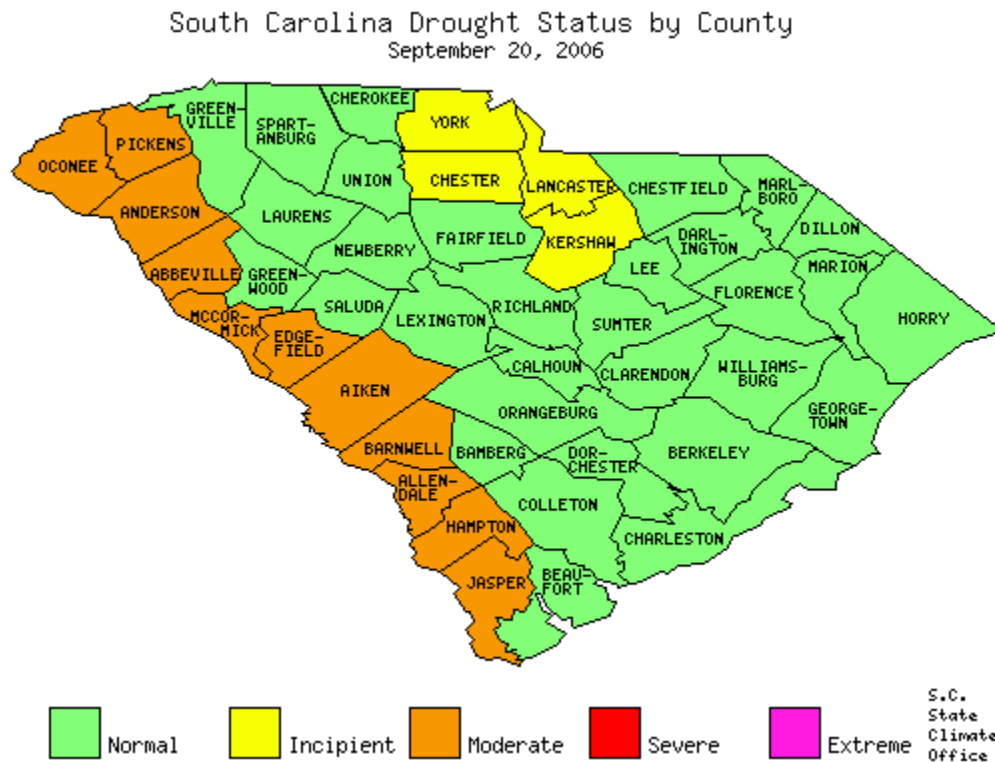 South Carolina Drought Status by County
September 20, 2006
CHEROKEE
GREEN-
VILLE
SPART-
ANBURG
YORK
PICKENS
OCONEE
UNION
CHESTER
LANCASTER
CHESTFIELD
MARL-
BORO
ANDERSON
LAURENS
DILLON
NEWBERRY
FAIRFIELD
KERSHAW
DARL-
INGTON
ABBEVILLE
GREEN-
WOOD
LEE
MARION
SALUDA
RICHLAND
FLORENCE
MCCOR-
MICK
LEXINGTON
SUMTER
HORRY
EDGE-
FIELD
CALHOUN
CLARENDON
WILLIAMS-
BURG
AIKEN
ORANGEBURG
GEORGE-
TOWN
BARNWELL
BAMBERG
DOR-
CHESTER
BERKELEY
ALLEN-
DALE
COLLETON
HAMPTON
CHARLESTON
JASPER
BEAU-
FORT
Normal
Incipient
Moderate
Severe
Extreme
S.C.
State
Climate
Office